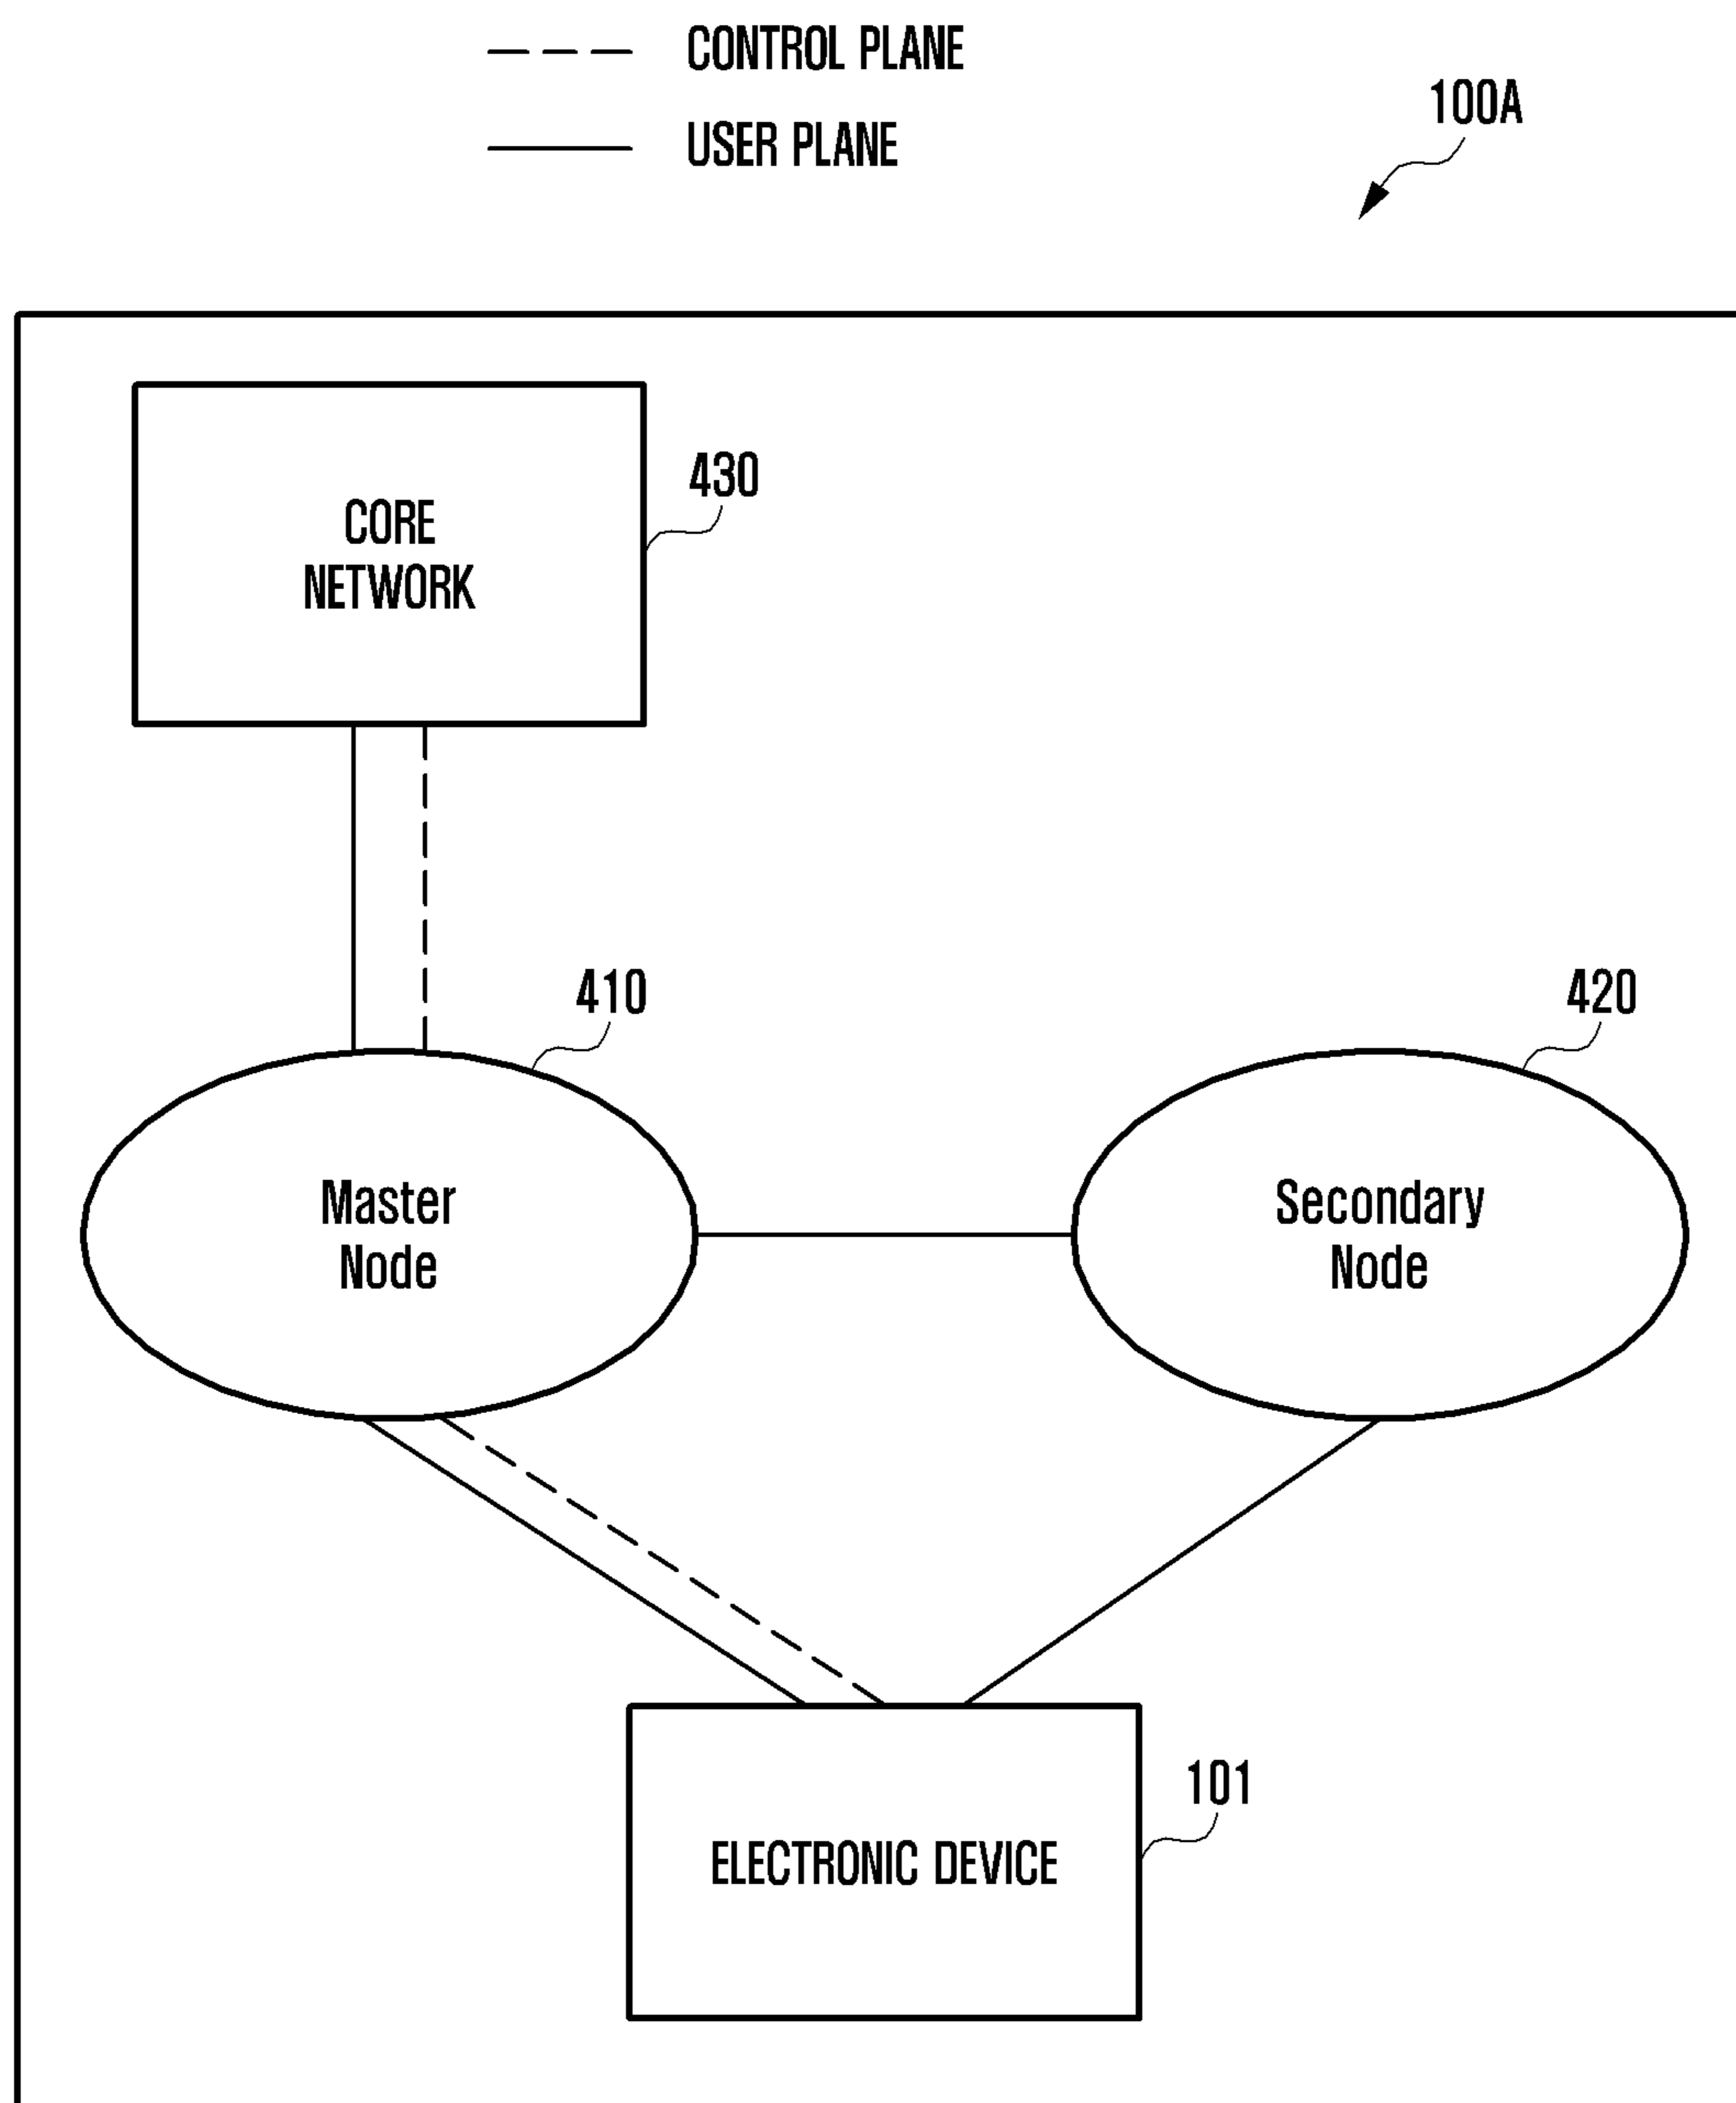 CONTROL PLANE
USER PLANE
100A
CORE
NETWORK
430
410
420
Master
Node
Secondary
Node
101
ELECTRONIC DEVICE